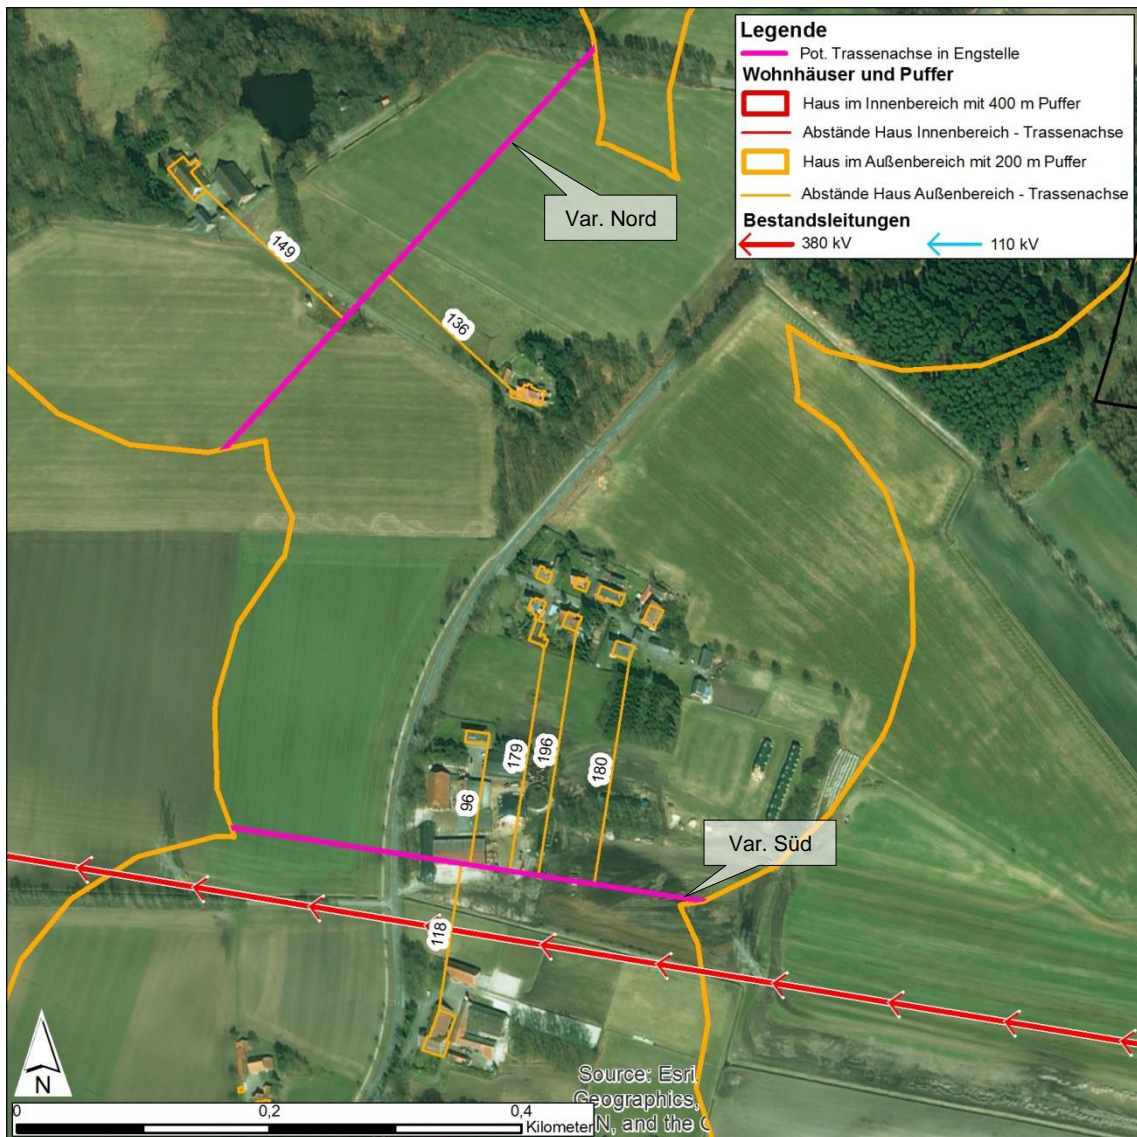 Legende
Pot. Trassenachse in Engstelle
Wohnhäuser und Puffer
Haus im Innenbereich mit 400 m Puffer
Abstände Haus Innenbereich - Trassenachse
Haus im Außenbereich mit 200 m Puffer
Abstände Haus Außenbereich - Trassenachse
Bestandsleitungen
380 kV 110 kV
Var. Nord
149
136
179
196
180
96
Var. Süd
118
N
Source: Esri,
Geographics,
N, and the G
0 0,2 0,4
Kilometer